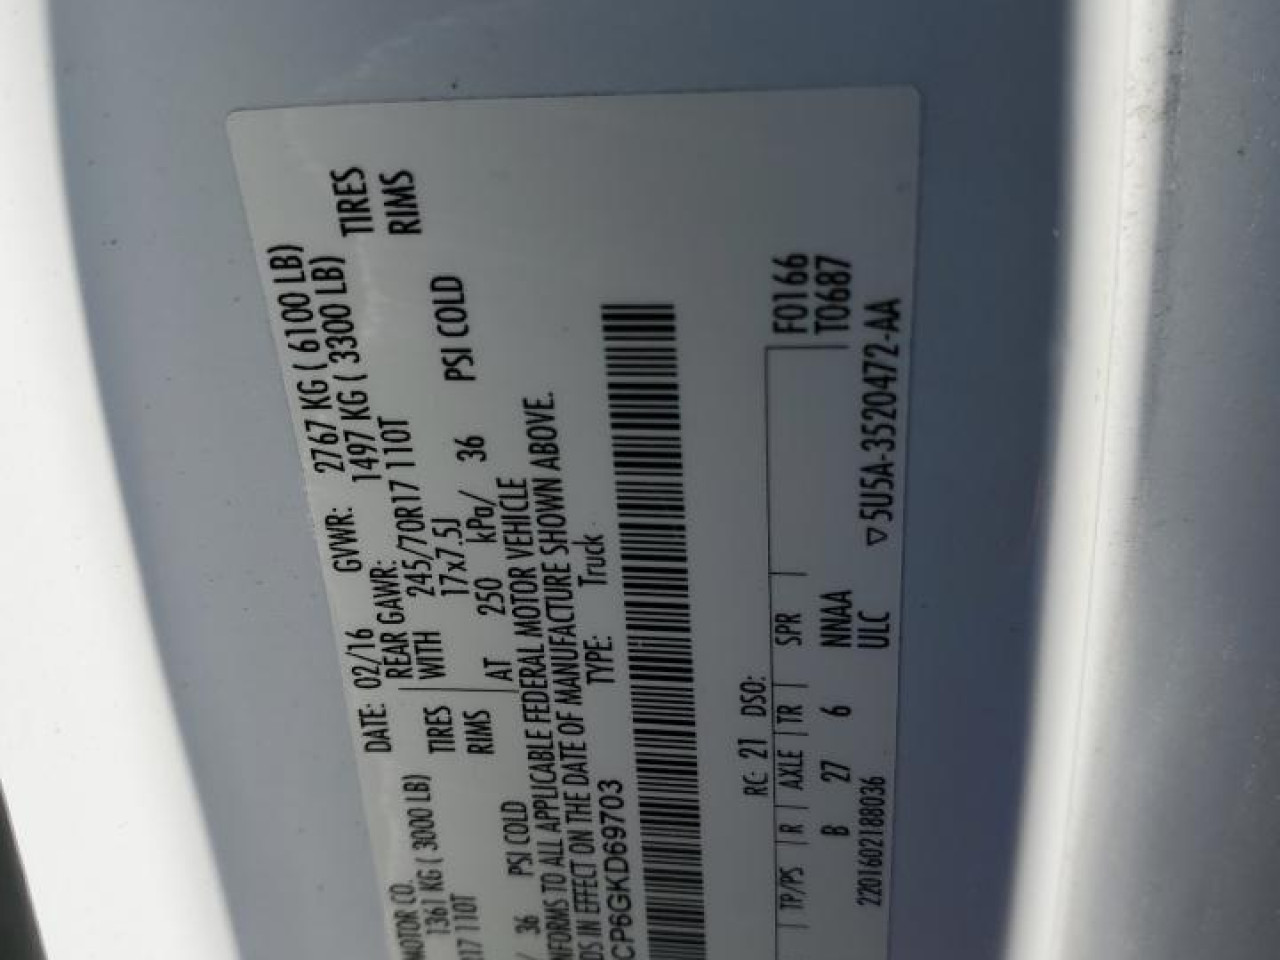 MOTOR CO. DATE: 02/16 GVWR: 2767 KG ( 6100 LB)
1361 KG ( 3000 LB) REAR GAWR: 1497 KG ( 3300 LB)
R17 110T TIRES WITH 245/70R17 110T TIRES
RIMS 17x7.5J RIMS
/ 36 PSI COLD AT 250 kPa/ 36 PSI COLD
NFORMS TO ALL APPLICABLE FEDERAL MOTOR VEHICLE
DS IN EFFECT ON THE DATE OF MANUFACTURE SHOWN ABOVE.
CP6GKD69703 TYPE: Truck
RC: 21 DSO:
TP/PS R AXLE TR SPR F0166
B 27 6 NNAA T0687
2201602188036 ULC ▽5U5A-3520472-AA